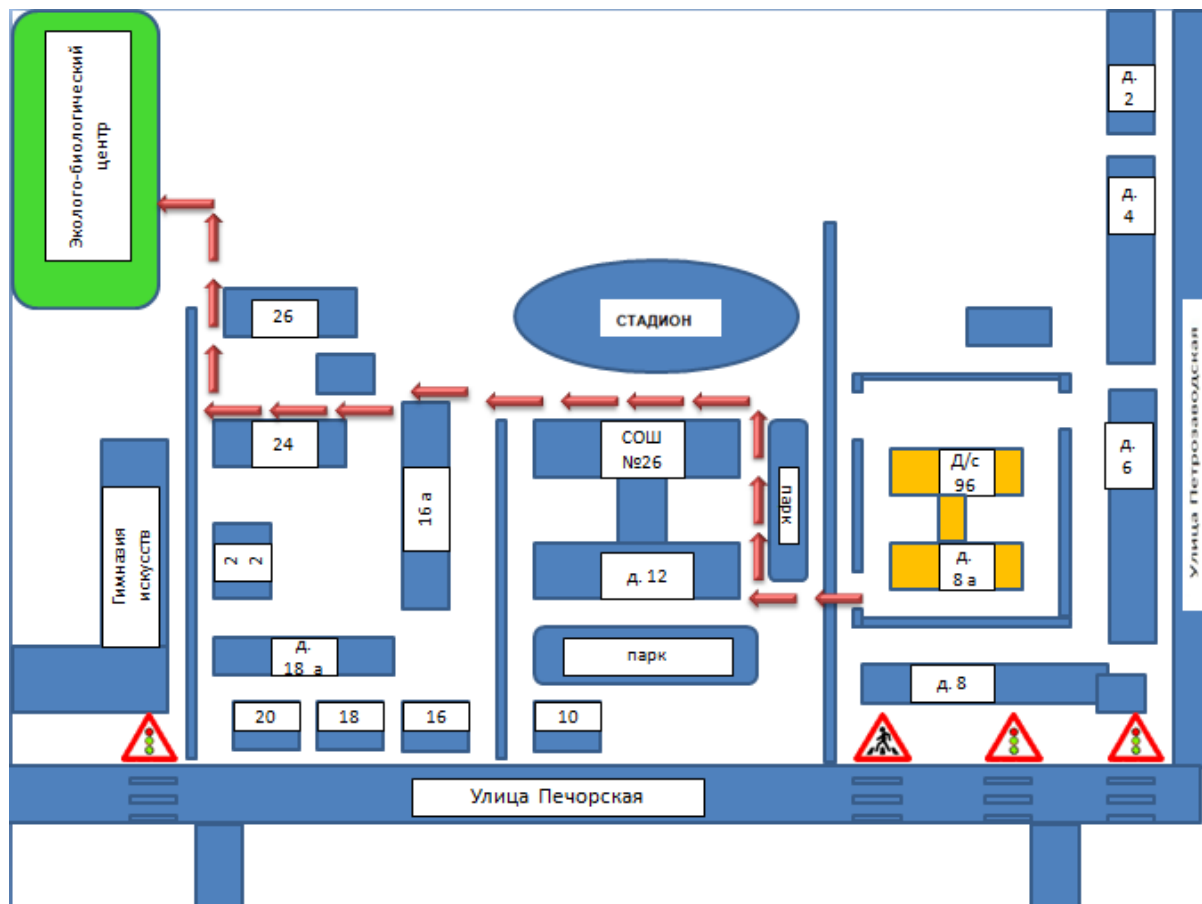 Эколого-биологический
центр
д.
2
д.
4
26
СТАДИОН
Улица Петрозаводская
24
16 а
СОШ
№26
парк
Д/с
96
д.
6
Гимназия
искусств
2 2
д. 12
д.
8 а
д.
18 а
парк
д. 8
20
18
16
10
Улица Печорская